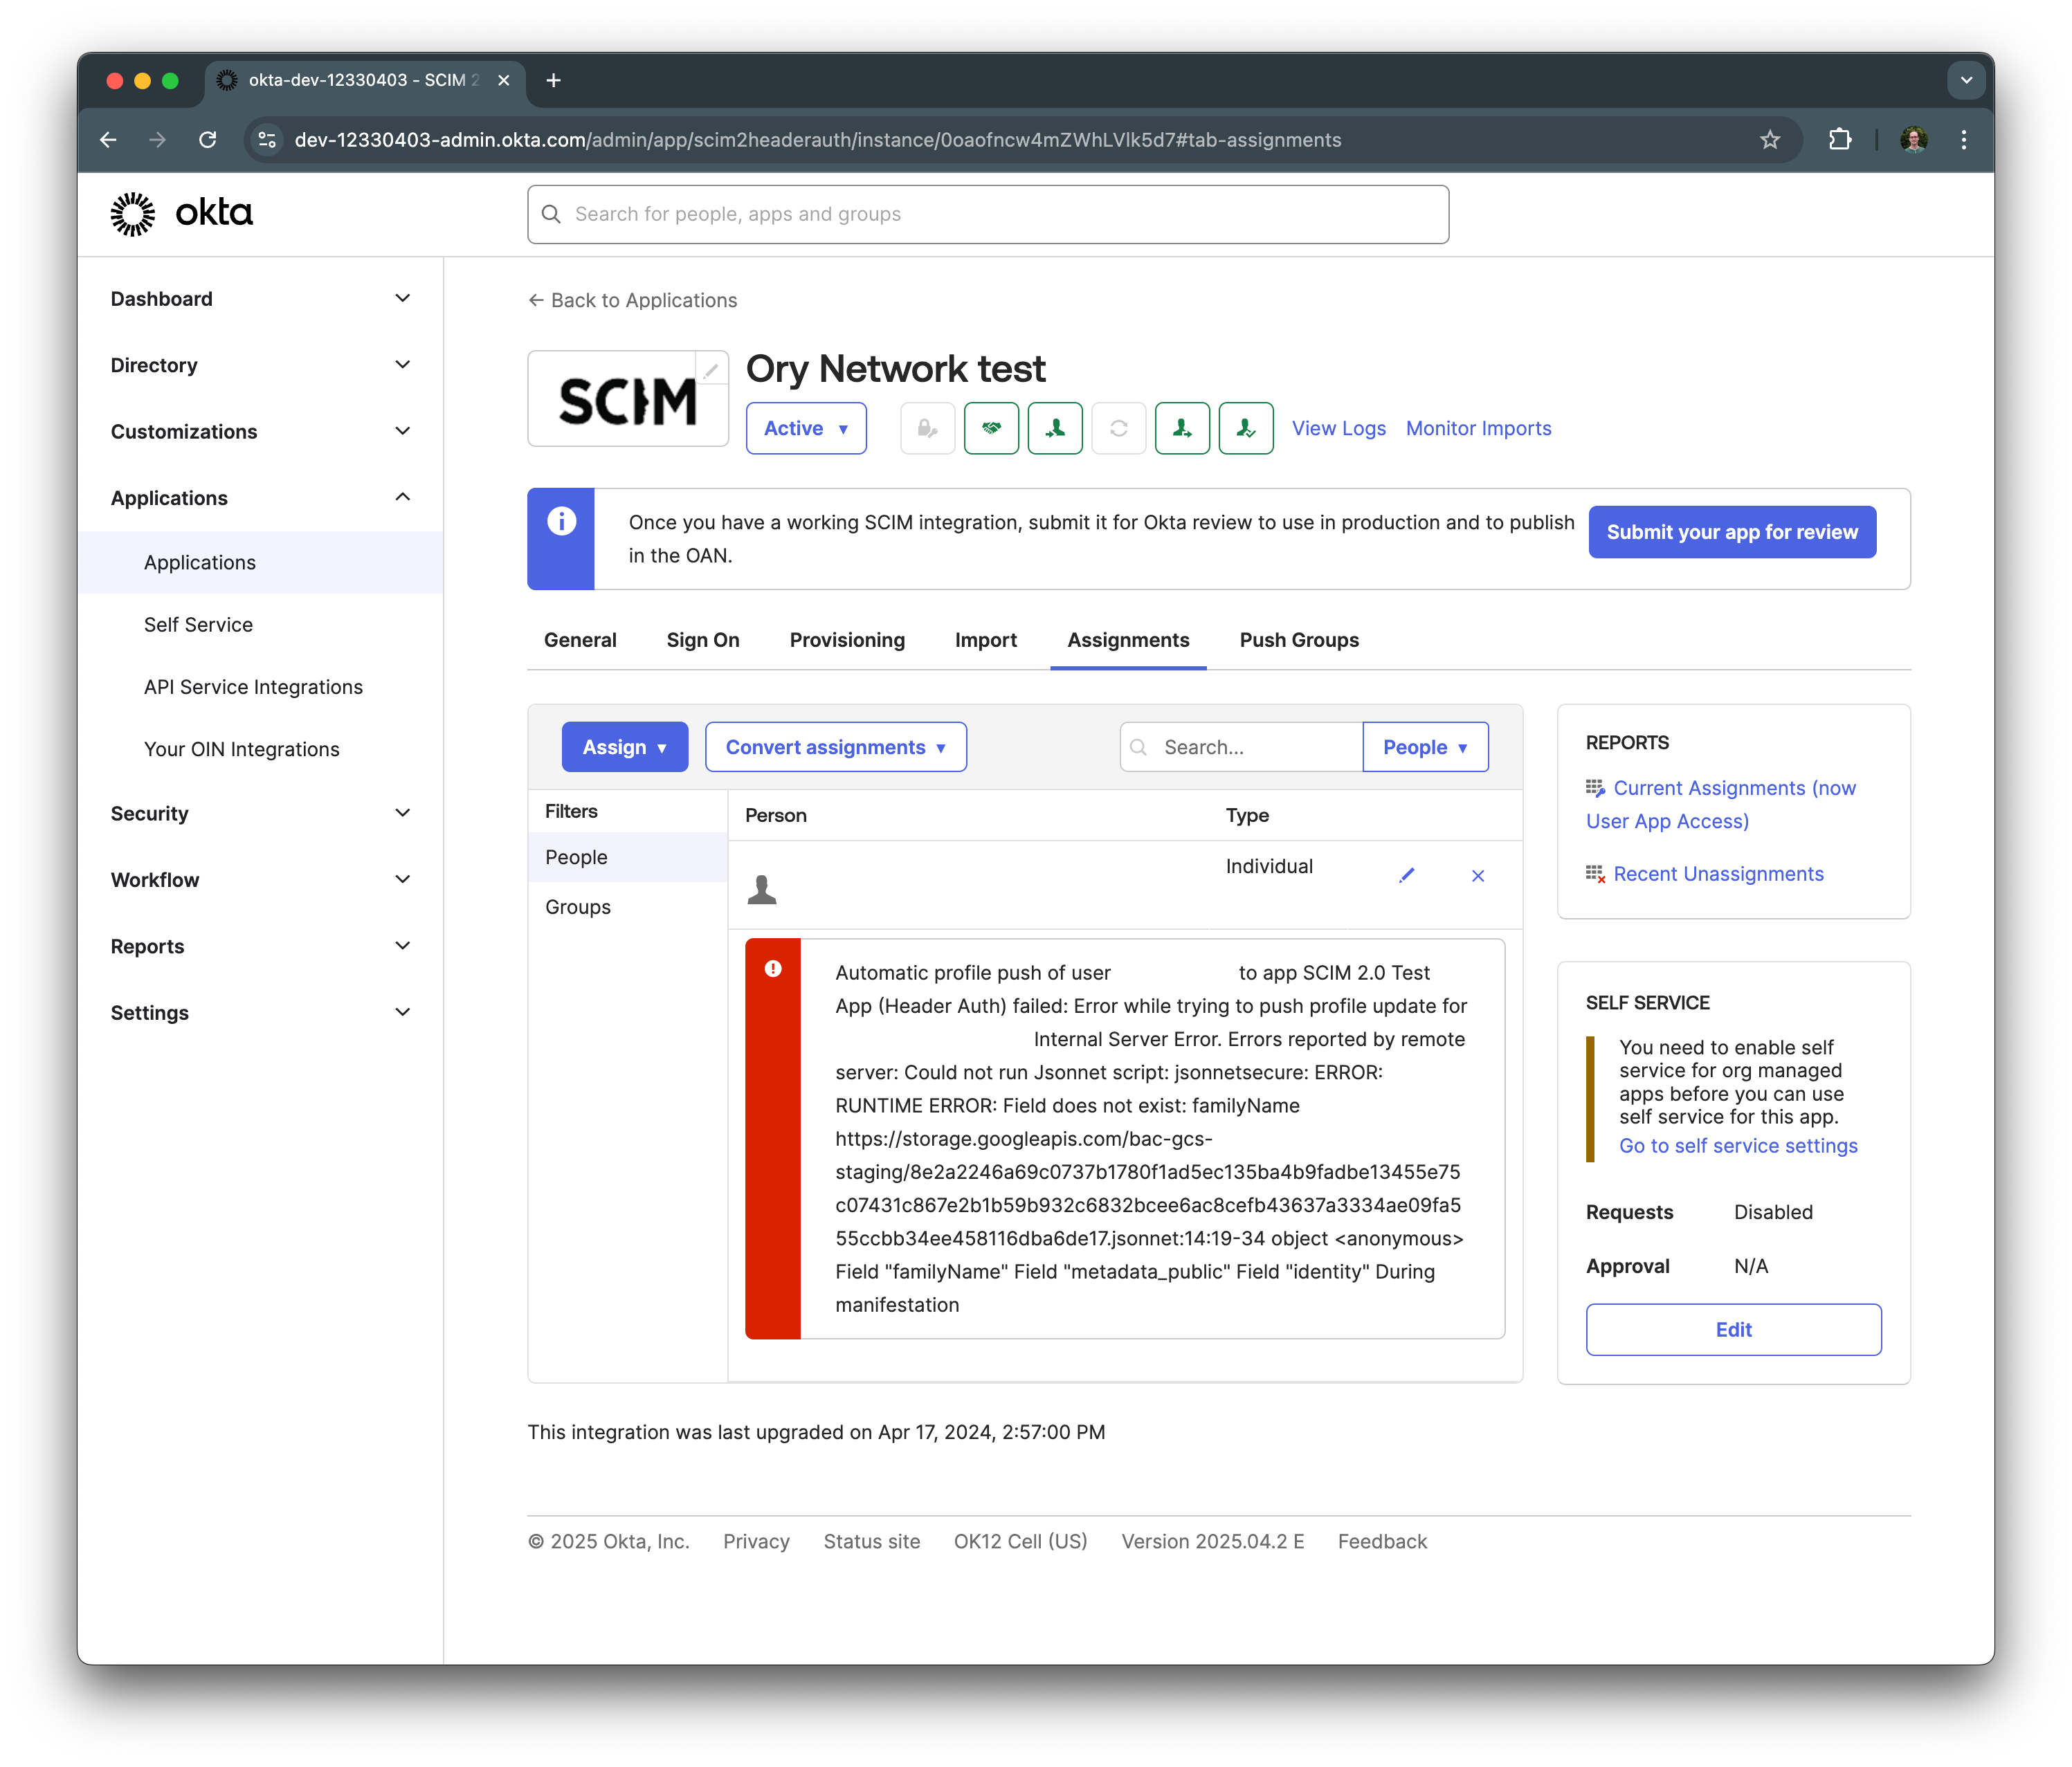 okta-dev-12330403 - SCIM 2
dev-12330403-admin.okta.com/admin/app/scim2headerauth/instance/0oaofncw4mZWhLVlk5d7#tab-assignments
okta
Search for people, apps and groups
Dashboard
Directory
Customizations
Applications
Applications
Self Service
API Service Integrations
Your OIN Integrations
Security
Workflow
Reports
Settings
← Back to Applications
SCIM
Ory Network test
Active ▼
View Logs
Monitor Imports
Once you have a working SCIM integration, submit it for Okta review to use in production and to publish
in the OAN.
Submit your app for review
General
Sign On
Provisioning
Import
Assignments
Push Groups
Assign ▼
Convert assignments ▼
Search...
People ▼
Filters
People
Groups
Person
Type
Individual
Automatic profile push of user to app SCIM 2.0 Test
App (Header Auth) failed: Error while trying to push profile update for
Internal Server Error. Errors reported by remote
server: Could not run Jsonnet script: jsonnetsecure: ERROR:
RUNTIME ERROR: Field does not exist: familyName
https://storage.googleapis.com/bac-gcs-
staging/8e2a2246a69c0737b1780f1ad5ec135ba4b9fadbe13455e75
c07431c867e2b1b59b932c6832bcee6ac8cefb43637a3334ae09fa5
55ccbb34ee458116dba6de17.jsonnet:14:19-34 object <anonymous>
Field "familyName" Field "metadata_public" Field "identity" During
manifestation
REPORTS
Current Assignments (now
User App Access)
Recent Unassignments
SELF SERVICE
You need to enable self
service for org managed
apps before you can use
self service for this app.
Go to self service settings
Requests Disabled
Approval N/A
Edit
This integration was last upgraded on Apr 17, 2024, 2:57:00 PM
© 2025 Okta, Inc.
Privacy
Status site
OK12 Cell (US)
Version 2025.04.2 E
Feedback